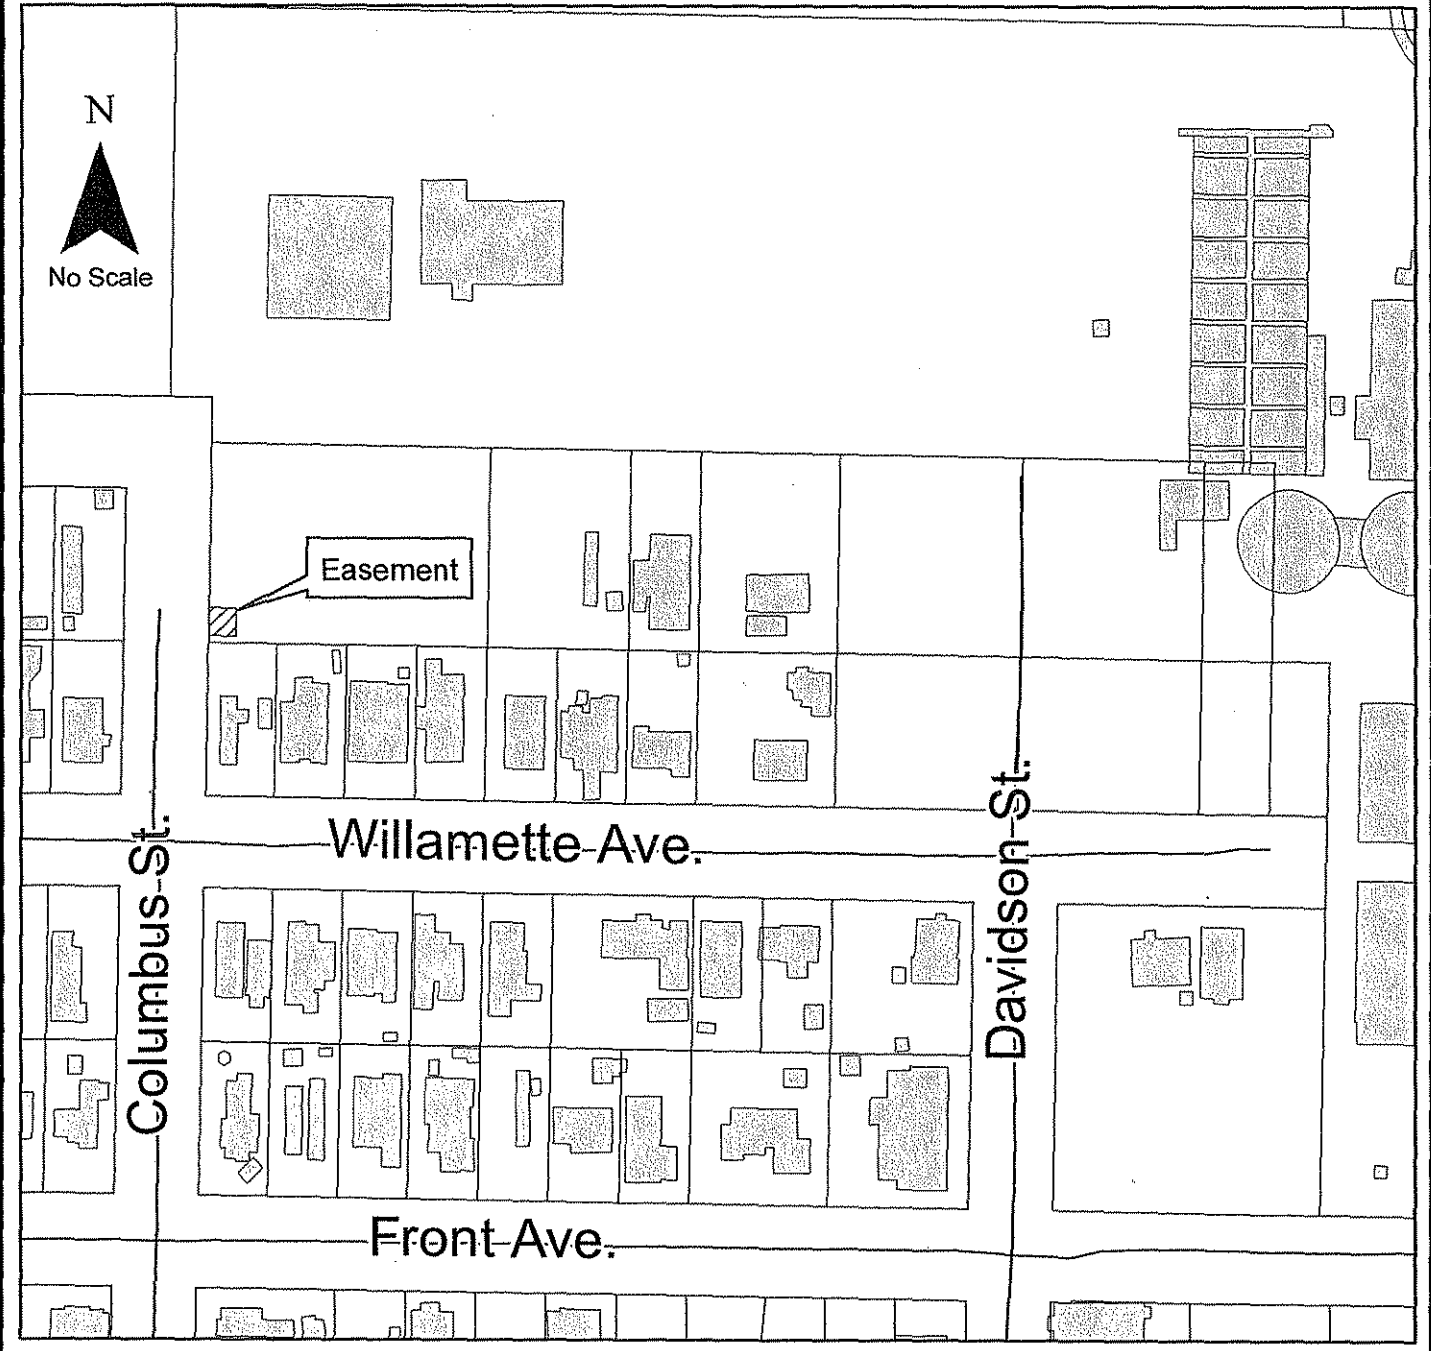 N
No Scale
Easement
Willamette Ave.
Columbus St.
Davidson St.
Front Ave.